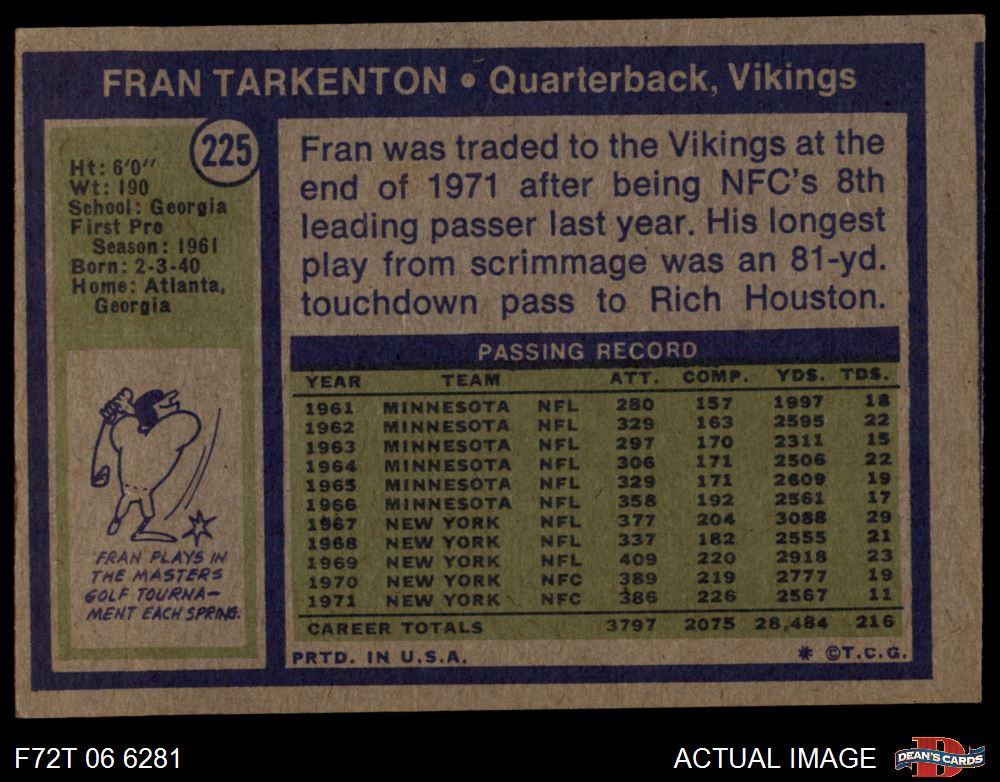 FRAN TARKENTON • Quarterback, Vikings
225
Ht: 6'0''
Wt: 190
School: Georgia
First Pro
Season: 1961
Born: 2-3-40
Home: Atlanta,
Georgia
FRAN PLAYS IN
THE MASTERS
GOLF TOURNA-
MENT EACH SPRING.
Fran was traded to the Vikings at the
end of 1971 after being NFC's 8th
leading passer last year. His longest
play from scrimmage was an 81-yd.
touchdown pass to Rich Houston.
PASSING RECORD
YEAR TEAM ATT. COMP. YDS. TDS.
1961 MINNESOTA NFL 280 157 1997 18
1962 MINNESOTA NFL 329 163 2595 22
1963 MINNESOTA NFL 297 170 2311 15
1964 MINNESOTA NFL 306 171 2506 22
1965 MINNESOTA NFL 329 171 2609 19
1966 MINNESOTA NFL 358 192 2561 17
1967 NEW YORK NFL 377 204 3088 29
1968 NEW YORK NFL 337 182 2555 21
1969 NEW YORK NFL 409 220 2918 23
1970 NEW YORK NFC 389 219 2777 19
1971 NEW YORK NFC 386 226 2567 11
CAREER TOTALS 3797 2075 28,484 216
PRTD. IN U.S.A. * ©T.C.G.
F72T 06 6281 ACTUAL IMAGE
D
DEAN'S CARDS